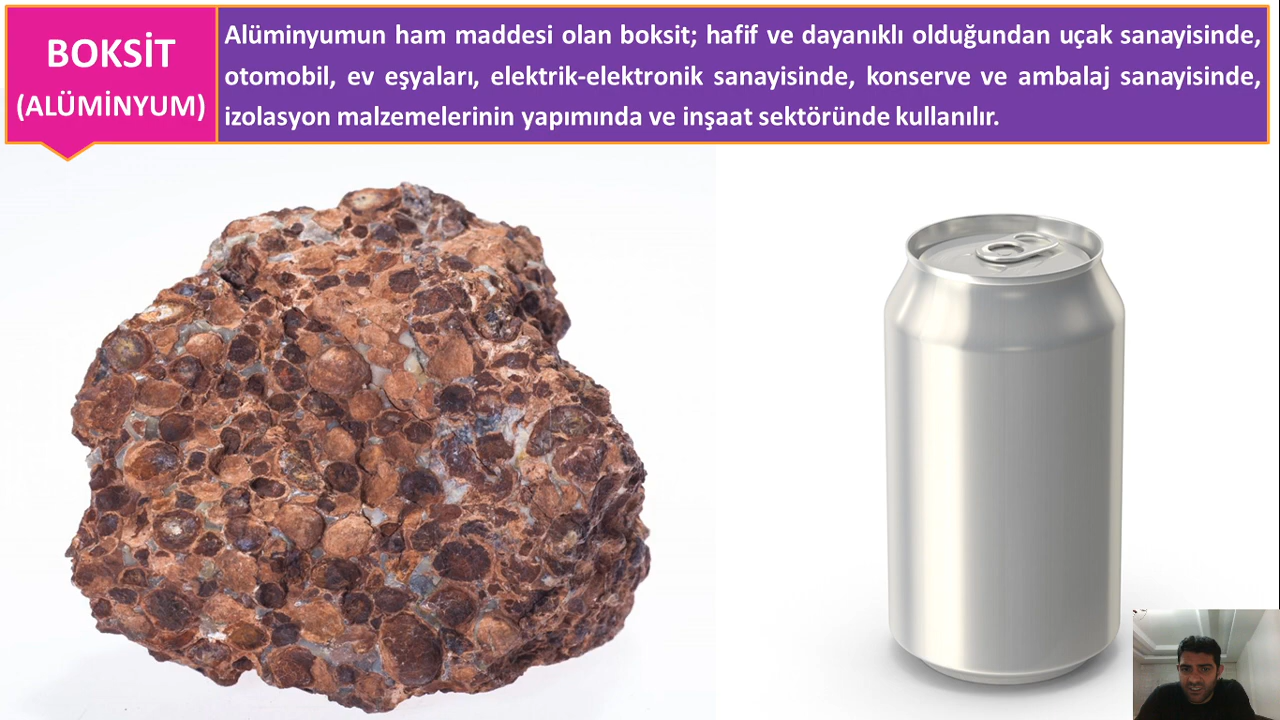 BOKSİT
(ALÜMİNYUM)
Alüminyumun ham maddesi olan boksit; hafif ve dayanıklı olduğundan uçak sanayisinde,
otomobil, ev eşyaları, elektrik-elektronik sanayisinde, konserve ve ambalaj sanayisinde,
izolasyon malzemelerinin yapımında ve inşaat sektöründe kullanılır.